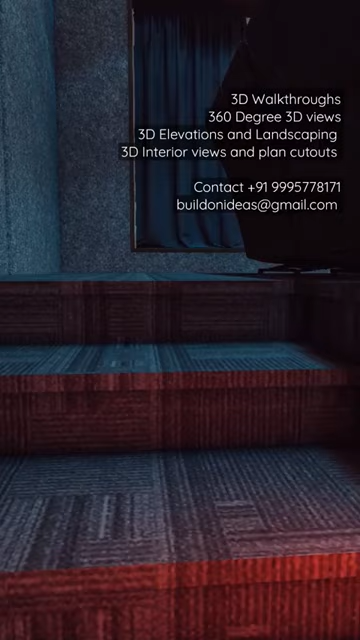 3D Walkthroughs
360 Degree 3D views
3D Elevations and Landscaping
3D Interior views and plan cutouts
Contact +91 9995778171
buildonideas@gmail.com